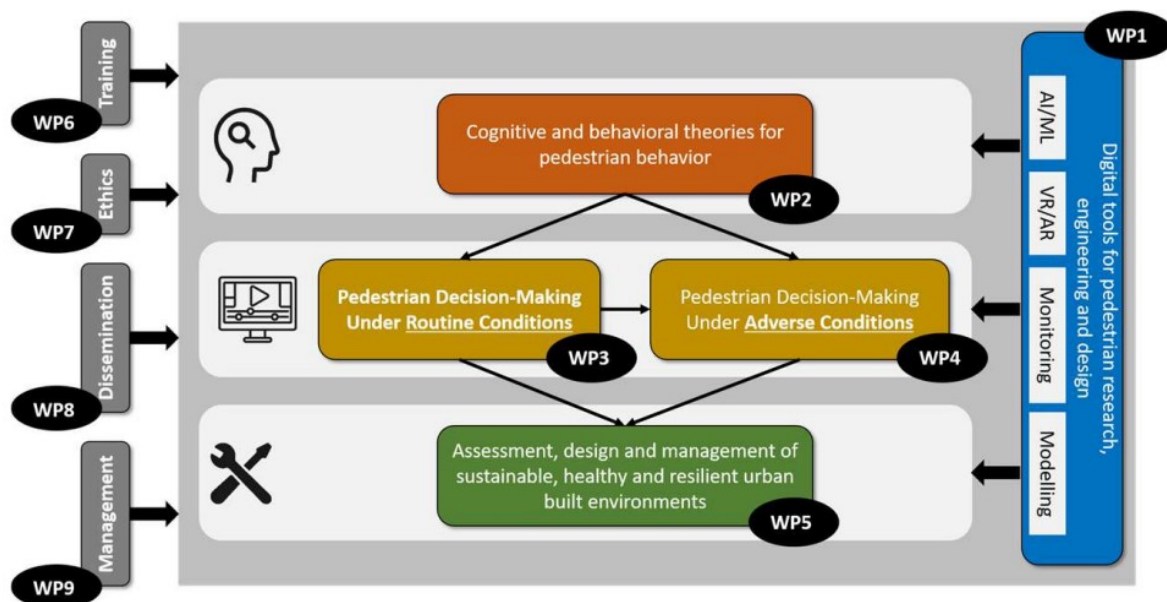 Training
WP6
Ethics
WP7
Dissemination
WP8
Management
WP9
Cognitive and behavioral theories for
pedestrian behavior
WP2
Pedestrian Decision-Making
Under Routine Conditions
WP3
Pedestrian Decision-Making
Under Adverse Conditions
WP4
Assessment, design and management of
sustainable, healthy and resilient urban
built environments
WP5
WP1
AI/ML
VR/AR
Monitoring
Modelling
Digital tools for pedestrian research,
engineering and design